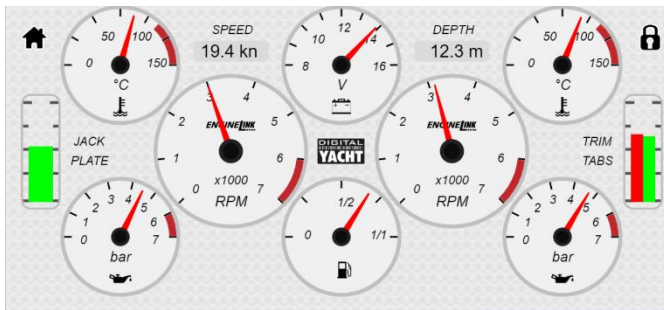 SPEED
19.4 kn
DEPTH
12.3 m
0 50 100 150
°C
8 10 12 14 16
V
0 50 100 150
°C
JACK
PLATE
0 1 2 3 4 5 6 7
ENGINELINK
x1000
RPM
DIGITAL
YACHT
0 1 2 3 4 5 6 7
ENGINELINK
x1000
RPM
TRIM
TABS
0 1 2 3 4 5 6 7
bar
0 1/2 1/1
0 1 2 3 4 5 6 7
bar